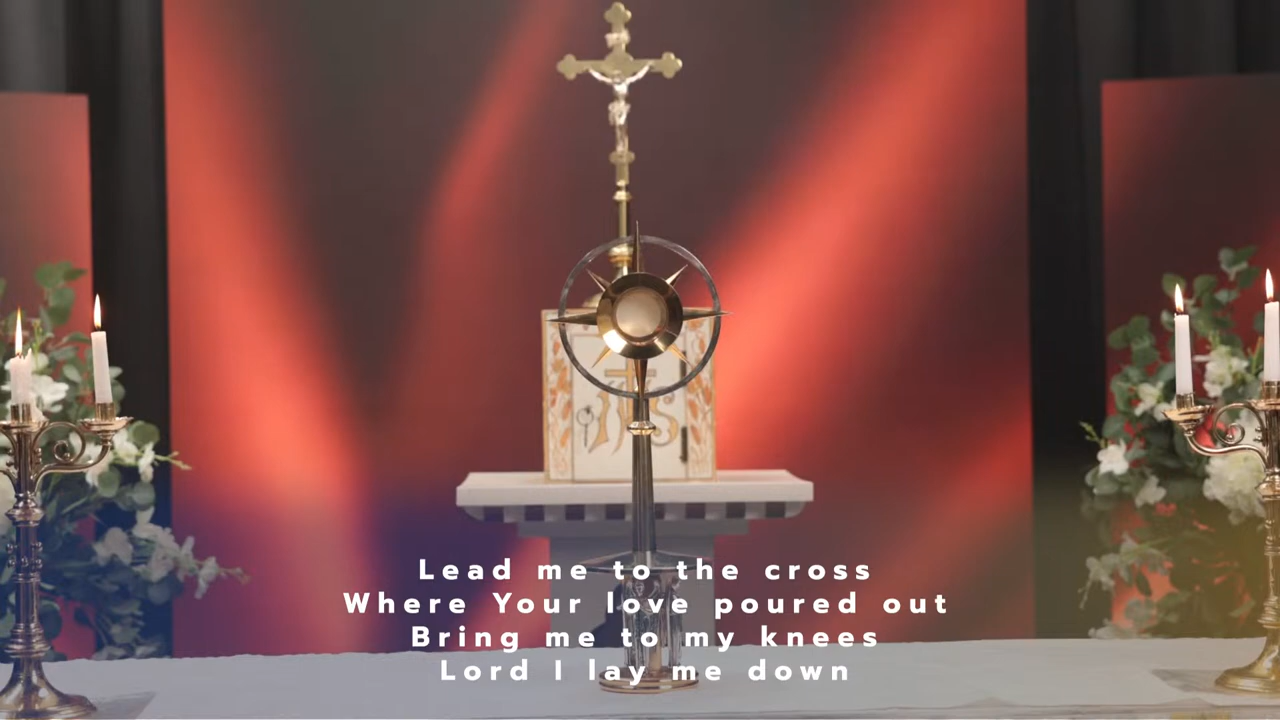 IHS
Lead me to the cross
Where Your love poured out
Bring me to my knees
Lord I lay me down